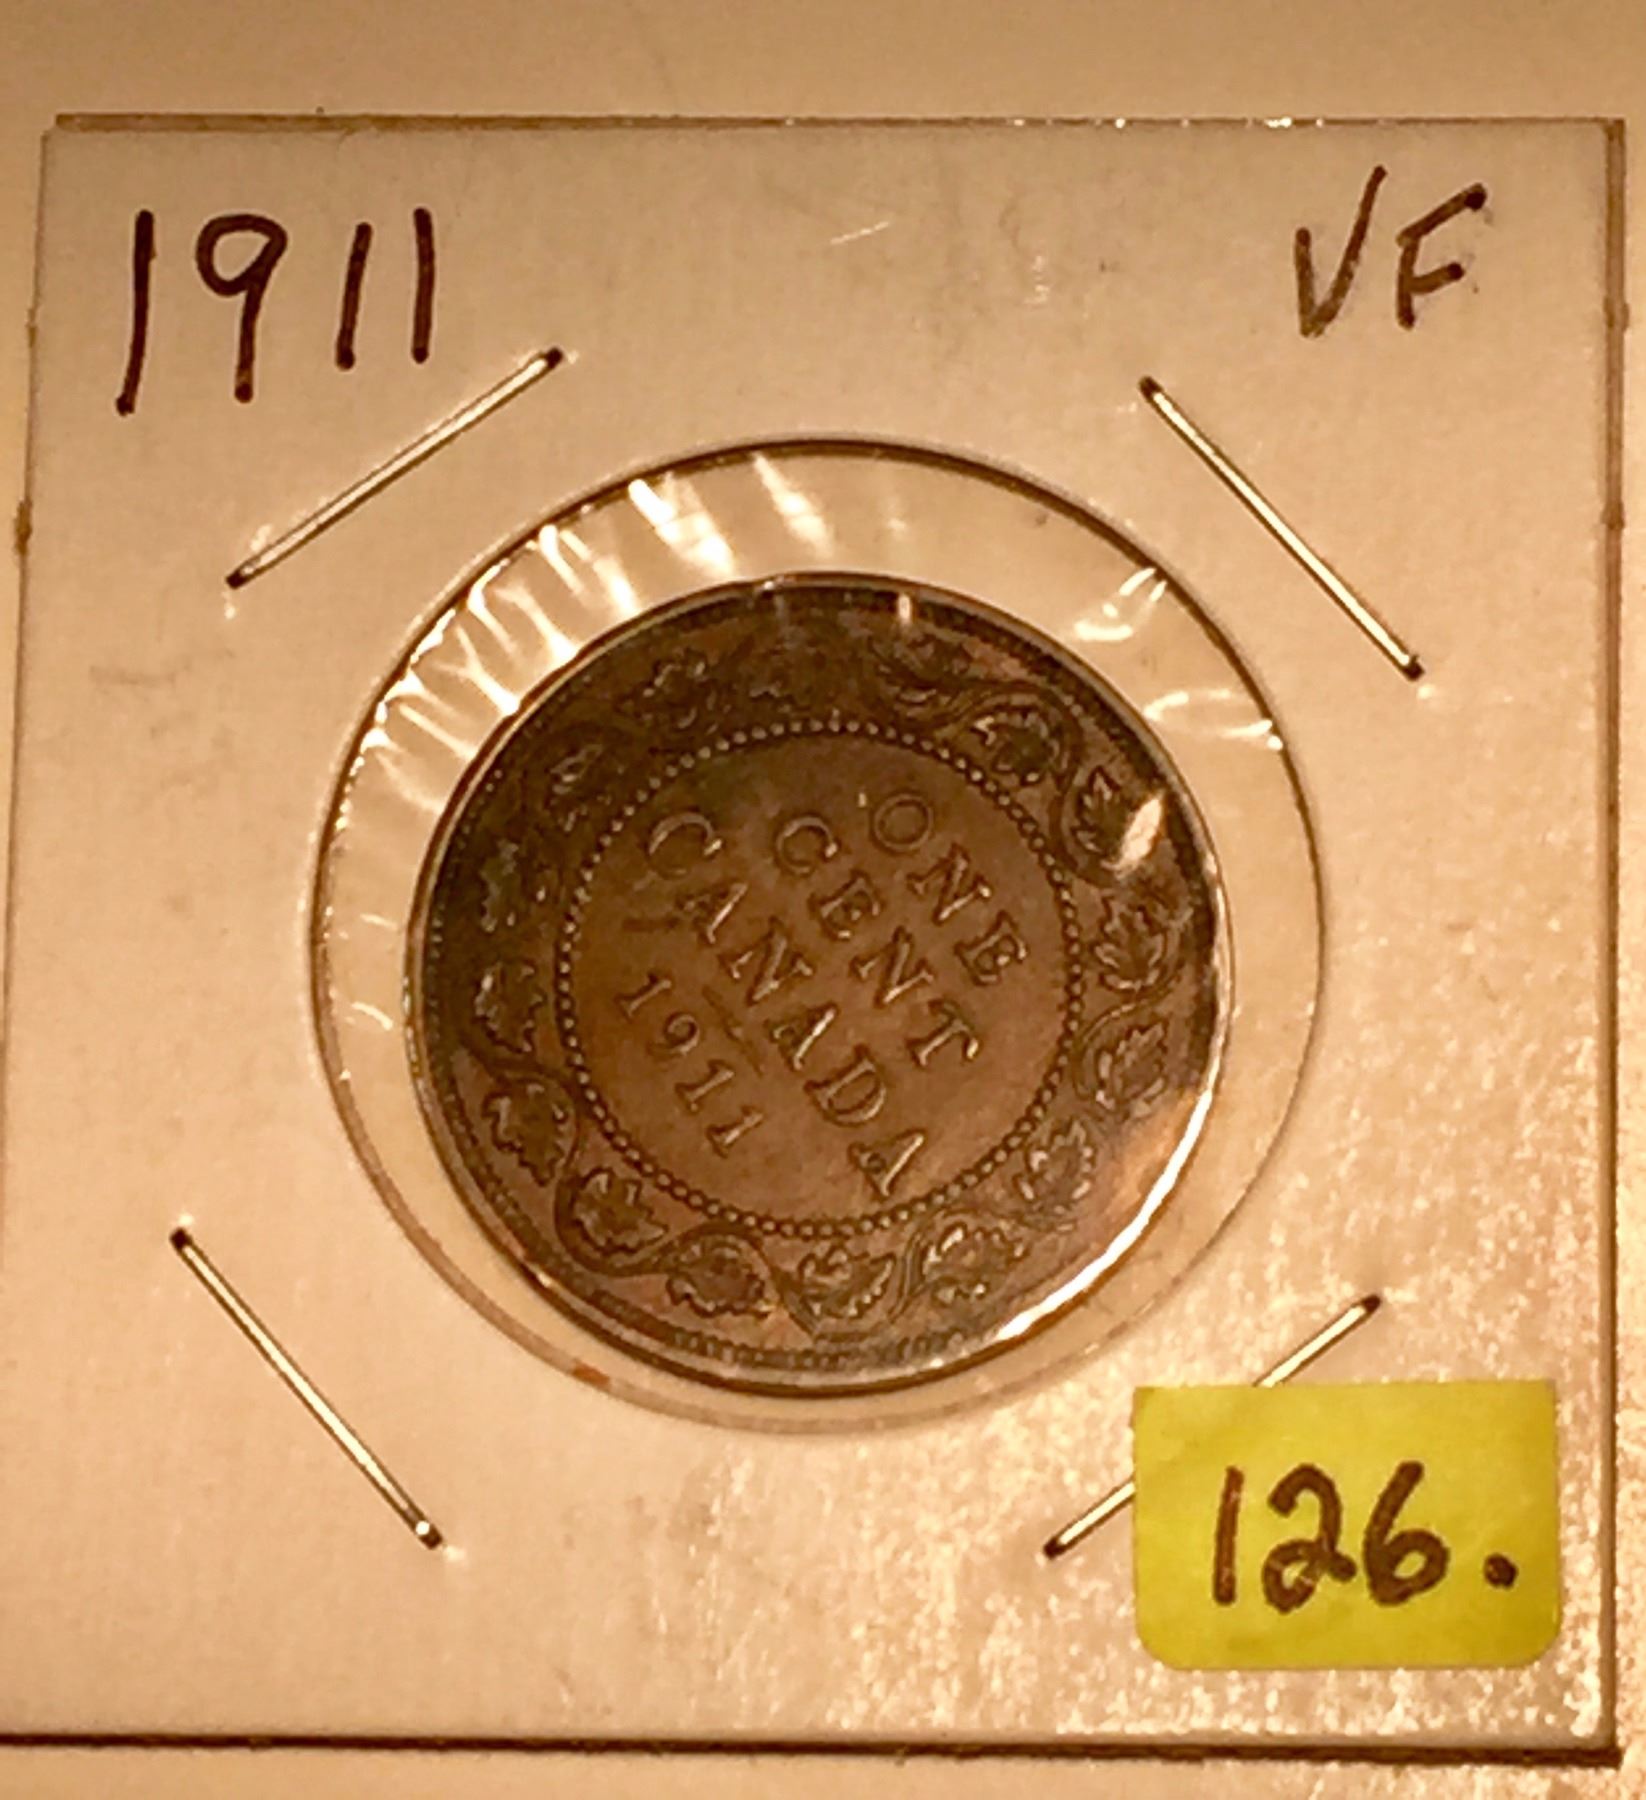 1911 VF
ONE
CENT
CANADA
1911
126.